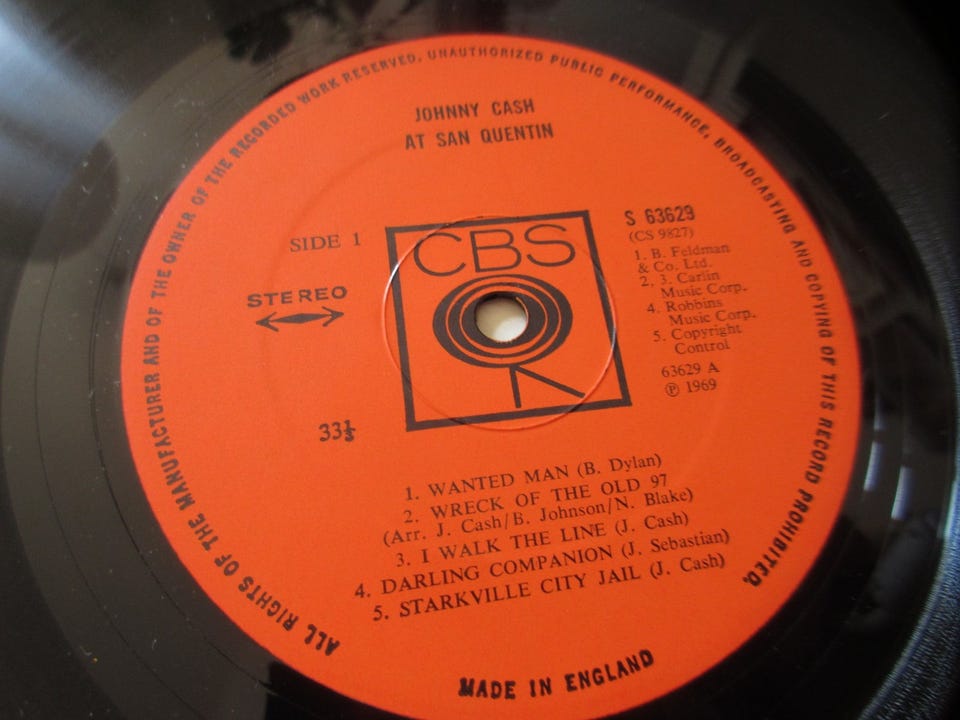 ALL RIGHTS OF THE MANUFACTURER AND OF THE OWNER OF THE RECORDED WORK RESERVED. UNAUTHORIZED PUBLIC PERFORMANCE, BROADCASTING AND COPYING OF THIS RECORD PROHIBITED.
JOHNNY CASH
AT SAN QUENTIN
SIDE 1
STEREO
33⅓
CBS
S 63629
(CS 9827)
1. B. Feldman
& Co. Ltd.
2, 3. Carlin
Music Corp.
4. Robbins
Music Corp.
5. Copyright
Control
63629 A
℗ 1969
1. WANTED MAN (B. Dylan)
2. WRECK OF THE OLD 97
(Arr. J. Cash/B. Johnson/N. Blake)
3. I WALK THE LINE (J. Cash)
4. DARLING COMPANION (J. Sebastian)
5. STARKVILLE CITY JAIL (J. Cash)
MADE IN ENGLAND